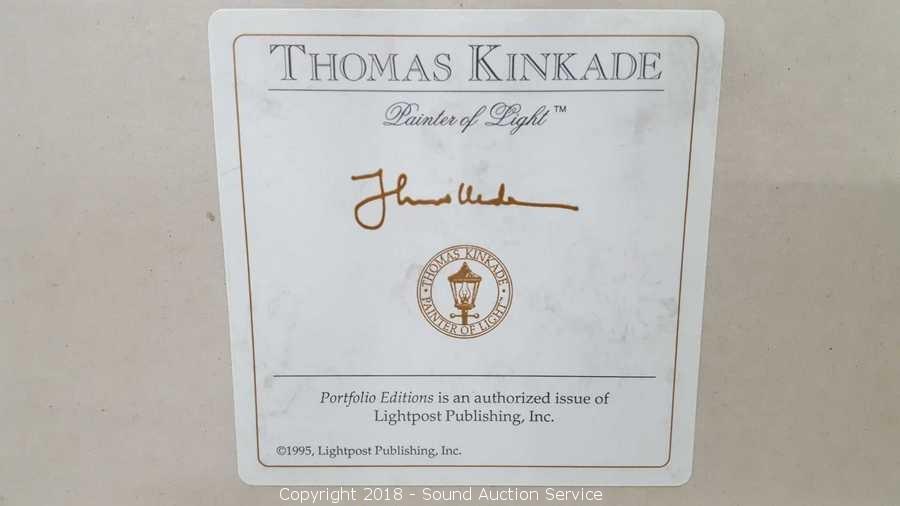 THOMAS KINKADE
Painter of Light™
THOMAS KINKADE
PAINTER OF LIGHT™
Portfolio Editions is an authorized issue of
Lightpost Publishing, Inc.
©1995, Lightpost Publishing, Inc.
Copyright 2018 - Sound Auction Service